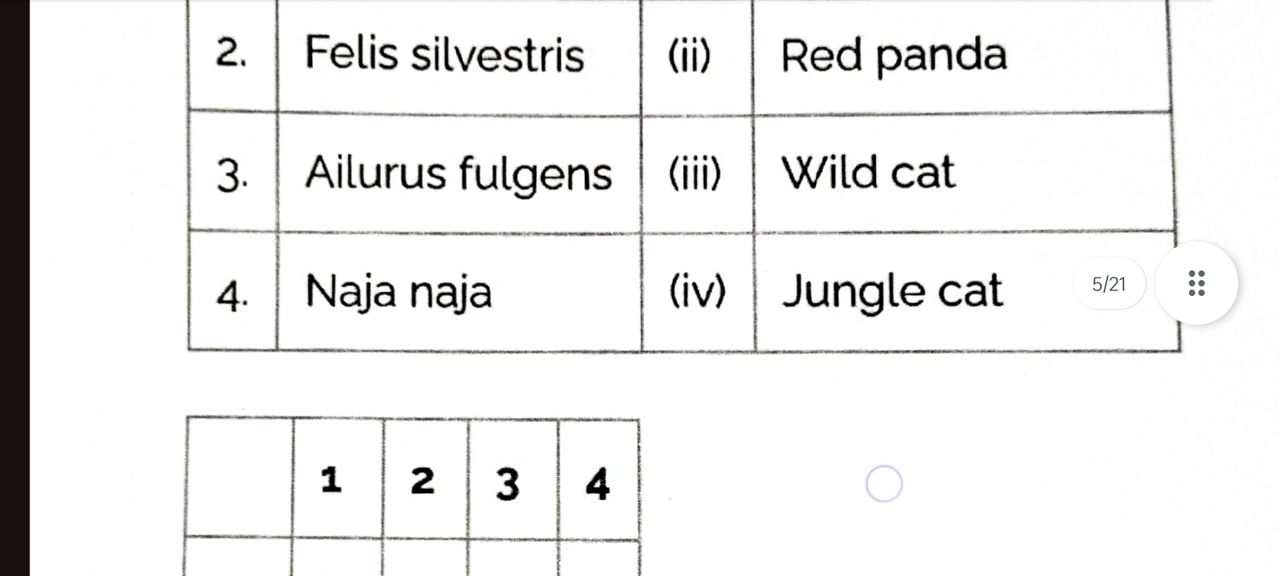 2. Felis silvestris (ii) Red panda
3. Ailurus fulgens (iii) Wild cat
4. Naja naja (iv) Jungle cat
5/21
1 2 3 4